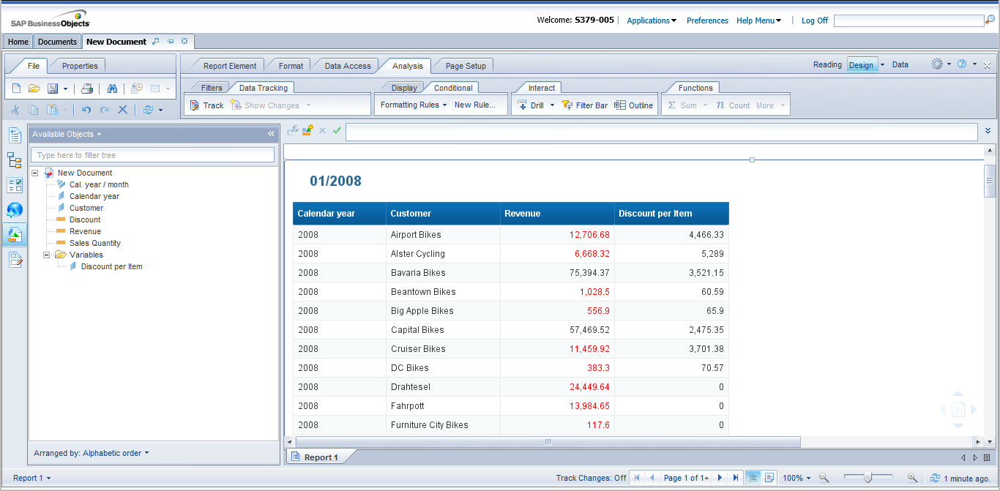 SAP BusinessObjects
Welcome: S379-005 | Applications Preferences Help Menu | Log Off
Home Documents New Document
File Properties Report Element Format Data Access Analysis Page Setup Reading Design Data
Filters Data Tracking Display Conditional Interact Functions
Track Show Changes Formatting Rules New Rule... Drill Filter Bar Outline Σ Sum n Count More
Available Objects
Type here to filter tree
New Document
Cal. year / month
Calendar year
Customer
Discount
Revenue
Sales Quantity
Variables
Discount per Item
Arranged by: Alphabetic order
01/2008
Calendar year Customer Revenue Discount per Item
2008 Airport Bikes 12,706.68 4,466.33
2008 Alster Cycling 6,668.32 5,289
2008 Bavaria Bikes 75,394.37 3,521.15
2008 Beantown Bikes 1,028.5 60.59
2008 Big Apple Bikes 556.9 65.9
2008 Capital Bikes 57,469.52 2,475.35
2008 Cruiser Bikes 11,459.92 3,701.38
2008 DC Bikes 383.3 70.57
2008 Drahtesel 24,449.64 0
2008 Fahrpott 13,984.65 0
2008 Furniture City Bikes 117.6 0
Report 1
Report 1 Track Changes: Off Page 1 of 1+ 100% 1 minute ago.